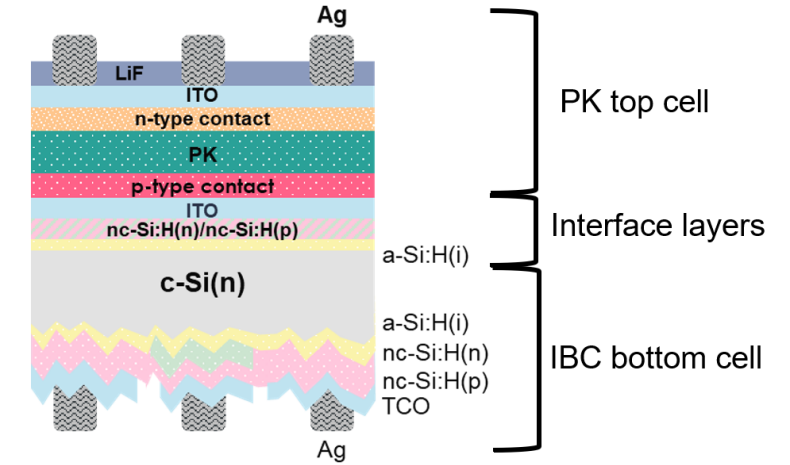 Ag
LiF
ITO
n-type contact
PK
p-type contact
ITO
nc-Si:H(n)/nc-Si:H(p)
a-Si:H(i)
c-Si(n)
a-Si:H(i)
nc-Si:H(n)
nc-Si:H(p)
TCO
Ag
PK top cell
Interface layers
IBC bottom cell